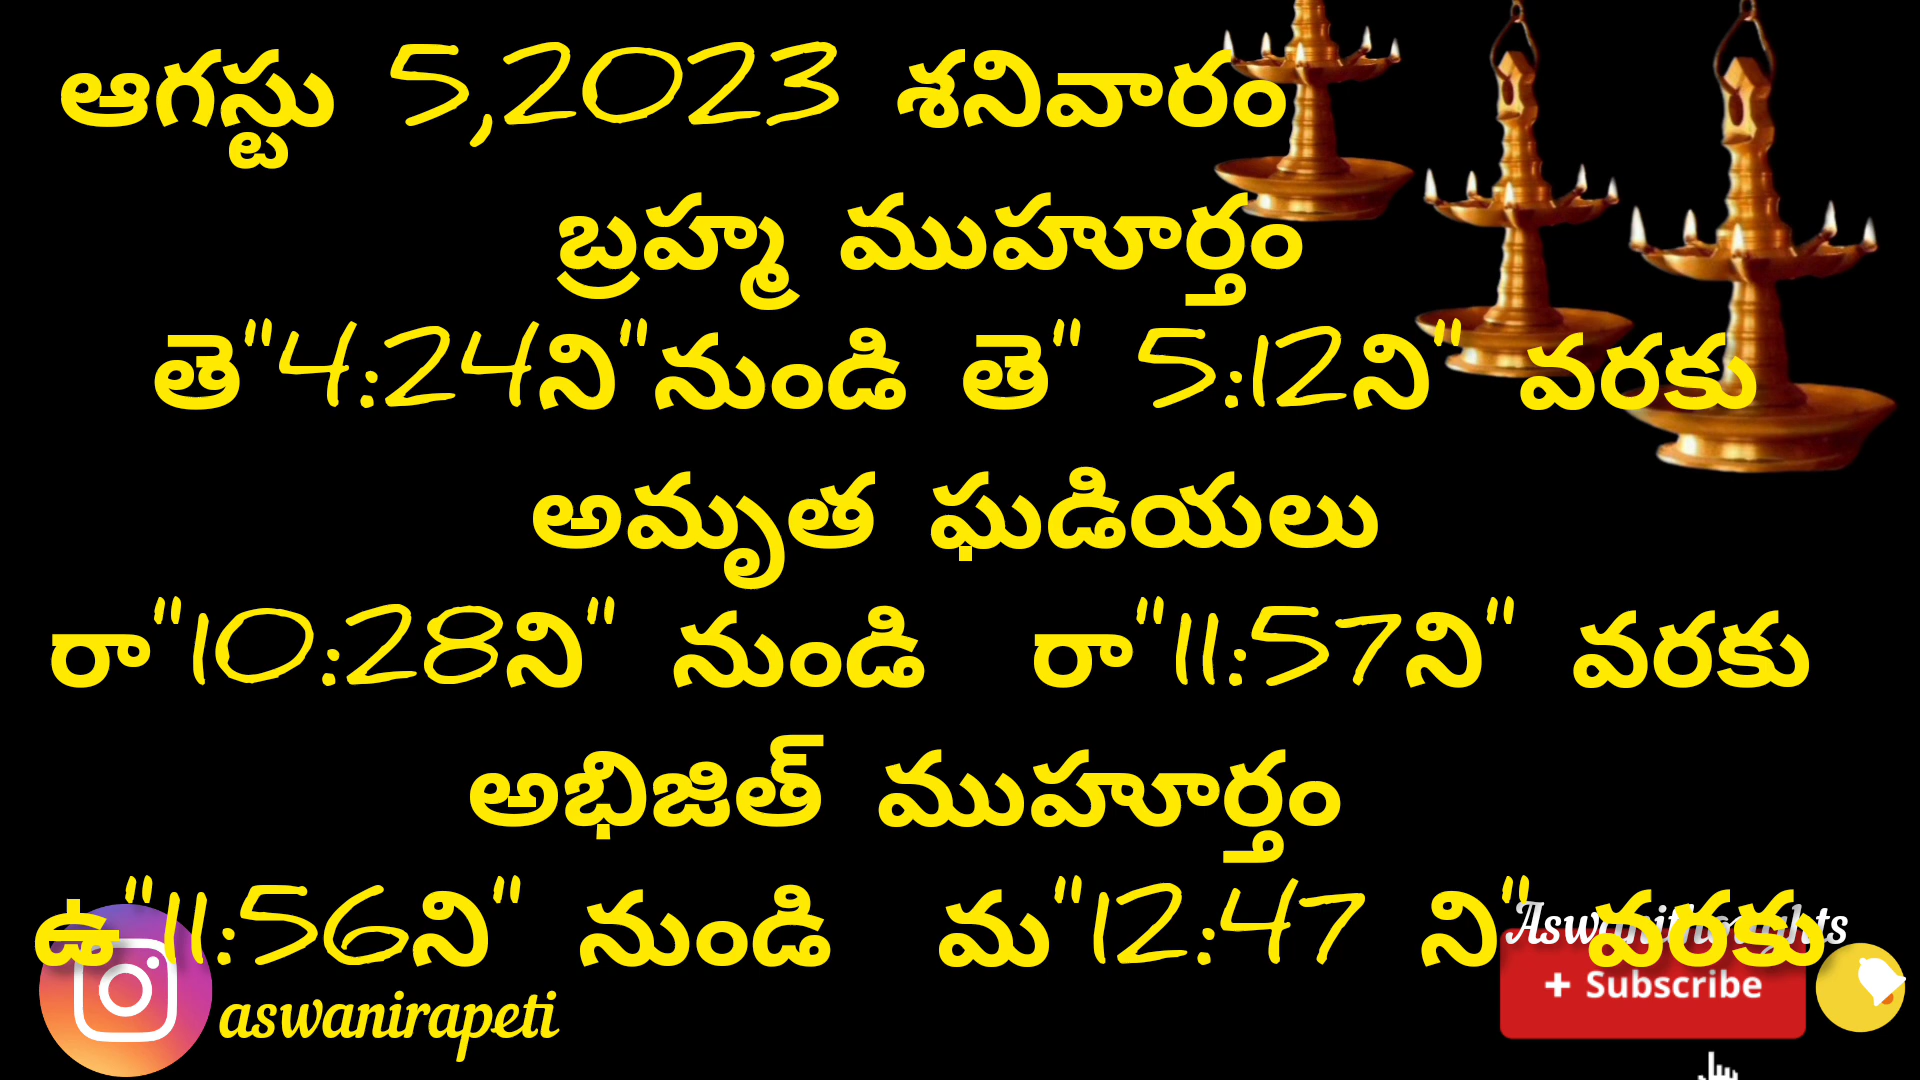 ఆగస్టు 5,2023 శనివారం
బ్రహ్మ ముహూర్తం
తె"4:24ని"నుండి తె" 5:12ని" వరకు
అమృత ఘడియలు
రా"10:28ని" నుండి రా"11:57ని" వరకు
అభిజిత్ ముహూర్తం
ఉ"11:56ని" నుండి మ"12:47 ని" వరకు
Aswanithoughts
+ Subscribe
aswanirapeti